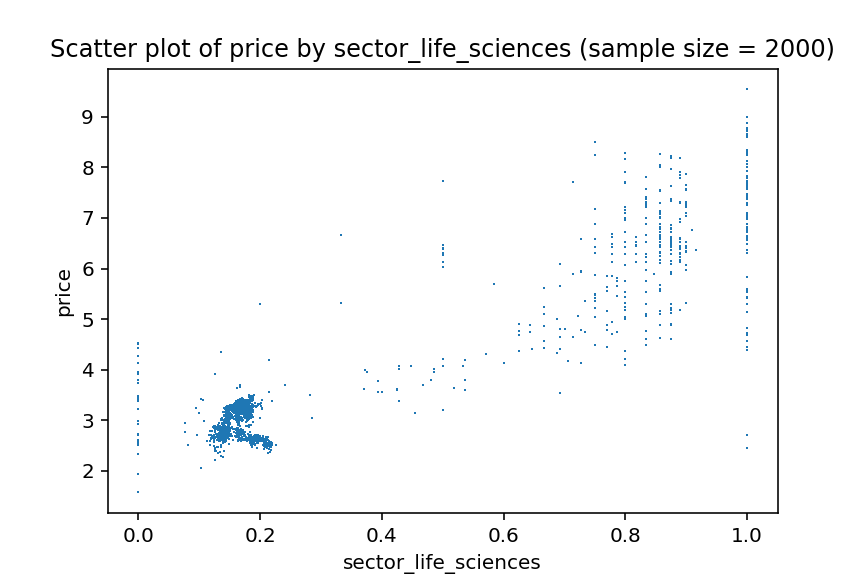 Scatter plot of price by sector_life_sciences (sample size = 2000)
9
8
7
6
5
4
3
2
price
0.0 0.2 0.4 0.6 0.8 1.0
sector_life_sciences